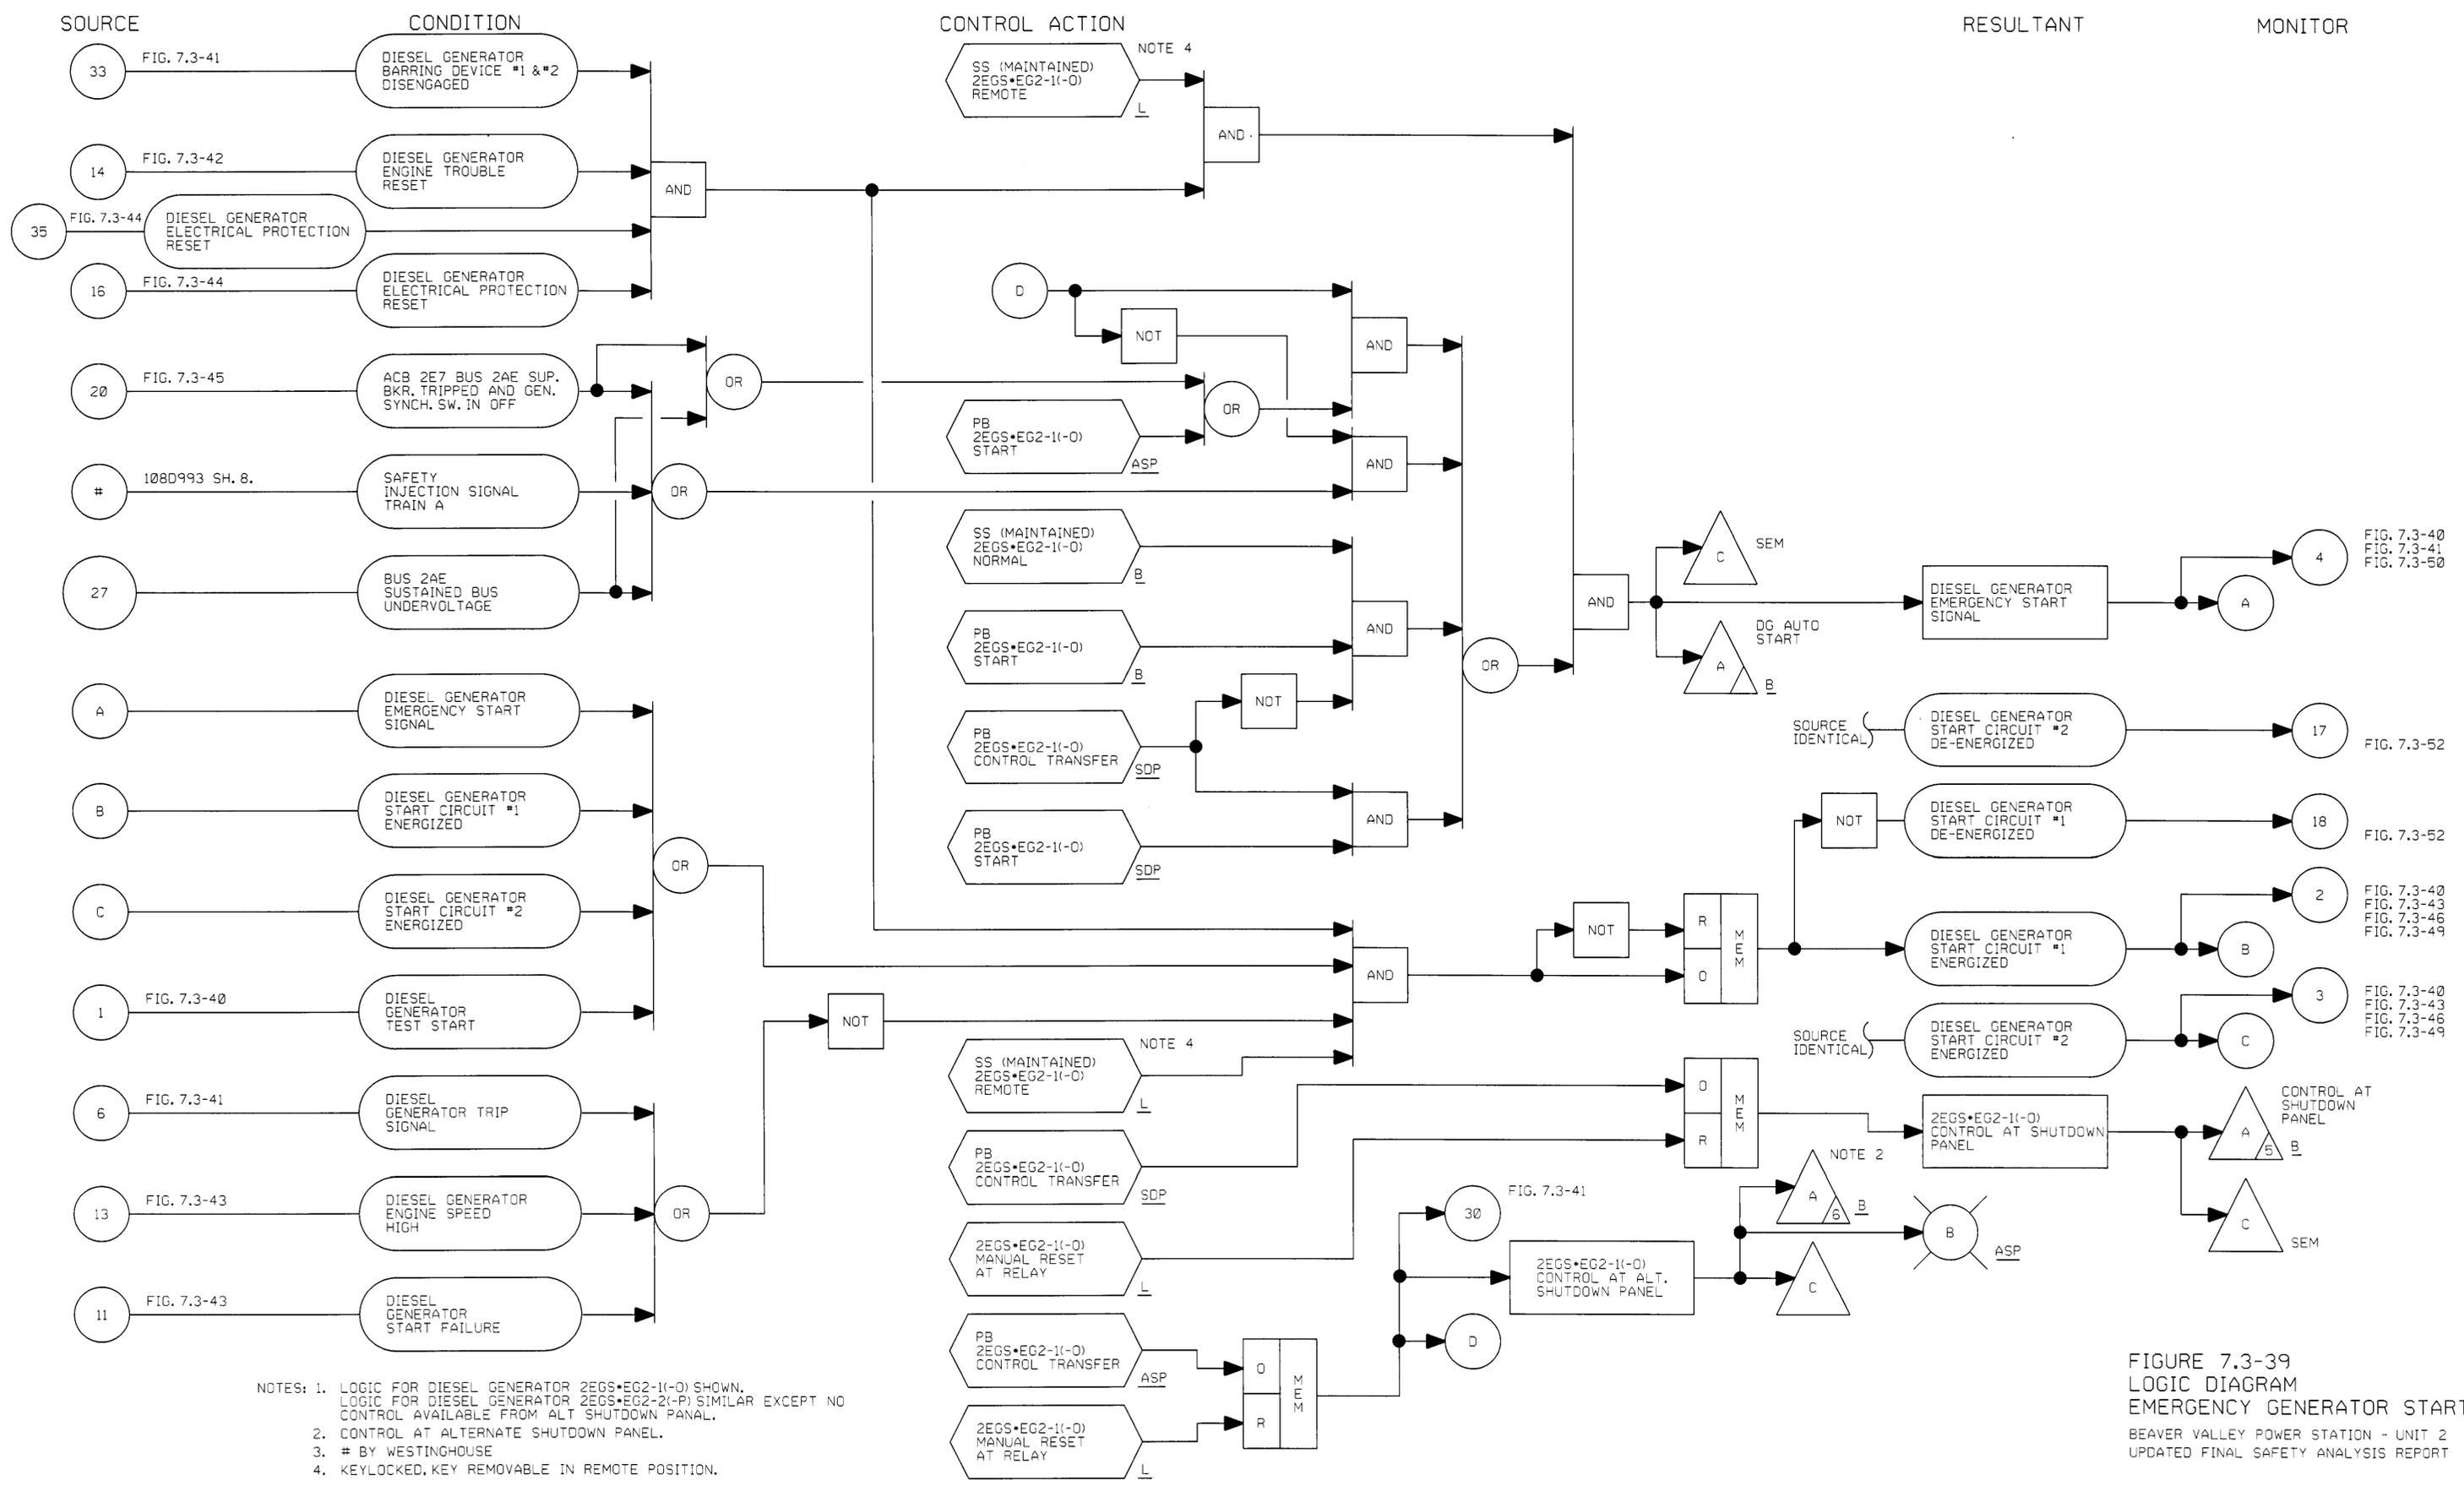 SOURCE
CONDITION
CONTROL ACTION
RESULTANT
MONITOR
33
FIG. 7.3-41
DIESEL GENERATOR
BARRING DEVICE #1 &#2
DISENGAGED
14
FIG. 7.3-42
DIESEL GENERATOR
ENGINE TROUBLE
RESET
35
FIG. 7.3-44
DIESEL GENERATOR
ELECTRICAL PROTECTION
RESET
16
FIG. 7.3-44
DIESEL GENERATOR
ELECTRICAL PROTECTION
RESET
AND
20
FIG. 7.3-45
ACB 2E7 BUS 2AE SUP.
BKR. TRIPPED AND GEN.
SYNCH. SW. IN OFF
OR
#
108D993 SH. 8.
SAFETY
INJECTION SIGNAL
TRAIN A
OR
27
BUS 2AE
SUSTAINED BUS
UNDERVOLTAGE
A
DIESEL GENERATOR
EMERGENCY START
SIGNAL
B
DIESEL GENERATOR
START CIRCUIT #1
ENERGIZED
OR
C
DIESEL GENERATOR
START CIRCUIT #2
ENERGIZED
1
FIG. 7.3-40
DIESEL
GENERATOR
TEST START
NOT
6
FIG. 7.3-41
DIESEL
GENERATOR TRIP
SIGNAL
13
FIG. 7.3-43
DIESEL GENERATOR
ENGINE SPEED
HIGH
OR
11
FIG. 7.3-43
DIESEL
GENERATOR
START FAILURE
SS (MAINTAINED)
2EGS*EG2-1(-O)
REMOTE
NOTE 4
L
AND
D
NOT
AND
OR
PB
2EGS*EG2-1(-O)
START
ASP
AND
SS (MAINTAINED)
2EGS*EG2-1(-O)
NORMAL
B
AND
PB
2EGS*EG2-1(-O)
START
B
NOT
OR
PB
2EGS*EG2-1(-O)
CONTROL TRANSFER
SDP
AND
PB
2EGS*EG2-1(-O)
START
SDP
AND
SS (MAINTAINED)
2EGS*EG2-1(-O)
REMOTE
NOTE 4
L
PB
2EGS*EG2-1(-O)
CONTROL TRANSFER
SDP
2EGS*EG2-1(-O)
MANUAL RESET
AT RELAY
L
PB
2EGS*EG2-1(-O)
CONTROL TRANSFER
ASP
2EGS*EG2-1(-O)
MANUAL RESET
AT RELAY
L
O
R
MEM
AND
C
SEM
A
DG AUTO
START
B
DIESEL GENERATOR
EMERGENCY START
SIGNAL
4
FIG. 7.3-40
FIG. 7.3-41
FIG. 7.3-50
A
SOURCE
IDENTICAL
DIESEL GENERATOR
START CIRCUIT #2
DE-ENERGIZED
17
FIG. 7.3-52
NOT
DIESEL GENERATOR
START CIRCUIT #1
DE-ENERGIZED
18
FIG. 7.3-52
NOT
R
O
MEM
DIESEL GENERATOR
START CIRCUIT #1
ENERGIZED
2
FIG. 7.3-40
FIG. 7.3-43
FIG. 7.3-46
FIG. 7.3-49
B
SOURCE
IDENTICAL
DIESEL GENERATOR
START CIRCUIT #2
ENERGIZED
3
FIG. 7.3-40
FIG. 7.3-43
FIG. 7.3-46
FIG. 7.3-49
C
O
R
MEM
2EGS*EG2-1(-O)
CONTROL AT SHUTDOWN
PANEL
A
5
B
CONTROL AT
SHUTDOWN
PANEL
C
SEM
30
FIG. 7.3-41
2EGS*EG2-1(-O)
CONTROL AT ALT.
SHUTDOWN PANEL
A
6
B
NOTE 2
B
ASP
C
D
NOTES: 1. LOGIC FOR DIESEL GENERATOR 2EGS*EG2-1(-O) SHOWN.
LOGIC FOR DIESEL GENERATOR 2EGS*EG2-2(-P) SIMILAR EXCEPT NO
CONTROL AVAILABLE FROM ALT SHUTDOWN PANAL.
2. CONTROL AT ALTERNATE SHUTDOWN PANEL.
3. # BY WESTINGHOUSE
4. KEYLOCKED, KEY REMOVABLE IN REMOTE POSITION.
FIGURE 7.3-39
LOGIC DIAGRAM
EMERGENCY GENERATOR START
BEAVER VALLEY POWER STATION - UNIT 2
UPDATED FINAL SAFETY ANALYSIS REPORT